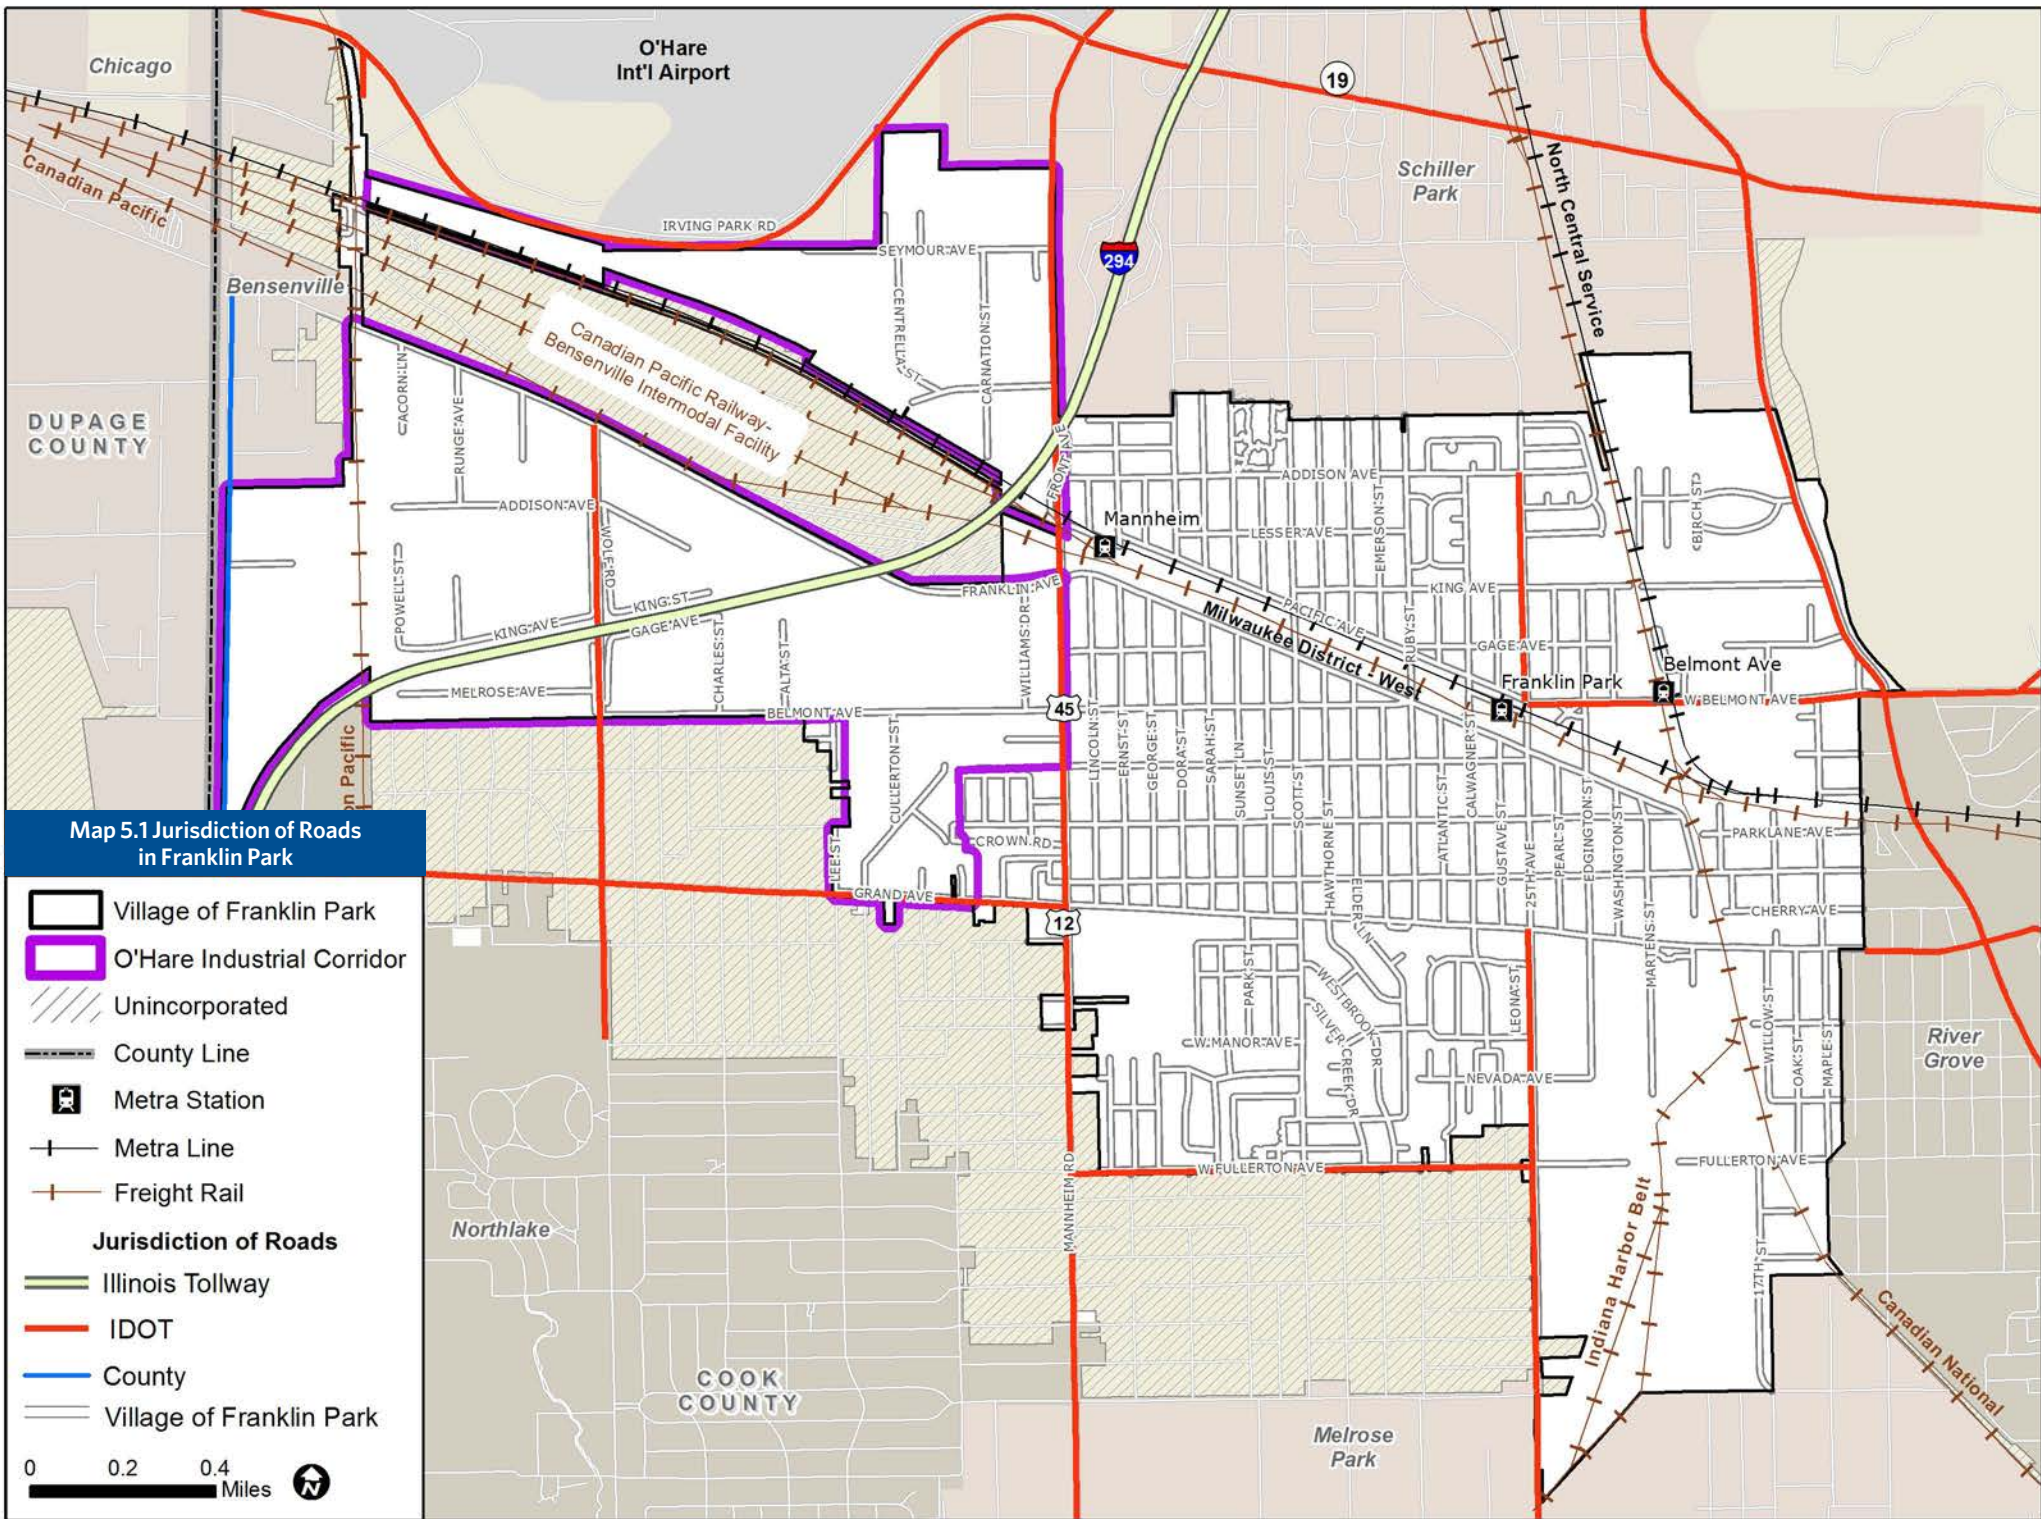 Chicago
O'Hare
Int'l Airport
19
Canadian Pacific
North Central Service
Schiller
Park
IRVING PARK RD
SEYMOUR AVE
294
Bensenville
CENTRELLA ST
CARNATION ST
Canadian Pacific Railway-
Bensenville Intermodal Facility
ACORN LN
RUNGE AVE
DUPAGE
COUNTY
FRONT AVE
ADDISON AVE
EMERSON ST
BIRCH ST
ADDISON AVE
Mannheim
LESSER AVE
WOLF RD
POWELL ST
FRANKLIN AVE
KING AVE
KING ST
PACIFIC AVE
Milwaukee District - West
RUBY ST
KING AVE
GAGE AVE
CHARLES ST
ALTA ST
WILLIAMS DR
GAGE AVE
Belmont Ave
Franklin Park
MELROSE AVE
W BELMONT AVE
BELMONT AVE
45
LINCOLN ST
ERNST ST
GEORGE ST
DORA ST
SARAH ST
SUNSET LN
LOUIS ST
SCOTT ST
HAWTHORNE ST
ATLANTIC ST
CALWAGNER ST
GUSTAVE ST
25TH AVE
PEARL ST
EDGINGTON ST
WASHINGTON ST
CULLERTON ST
on Pacific
PARKLANE AVE
CROWN RD
LEE ST
GRAND AVE
12
ELDER LN
CHERRY AVE
MARTENS ST
PARK ST
WESTBROOK DR
SILVER CREEK DR
LEONA ST
W MANOR AVE
NEVADA AVE
WILLOW ST
OAK ST
MAPLE ST
River
Grove
W FULLERTON AVE
FULLERTON AVE
MANNHEIM RD
Northlake
Indiana Harbor Belt
17TH ST
Canadian National
COOK
COUNTY
Melrose
Park
Map 5.1 Jurisdiction of Roads
in Franklin Park
Village of Franklin Park
O'Hare Industrial Corridor
Unincorporated
County Line
Metra Station
Metra Line
Freight Rail
Jurisdiction of Roads
Illinois Tollway
IDOT
County
Village of Franklin Park
0 0.2 0.4
Miles
N